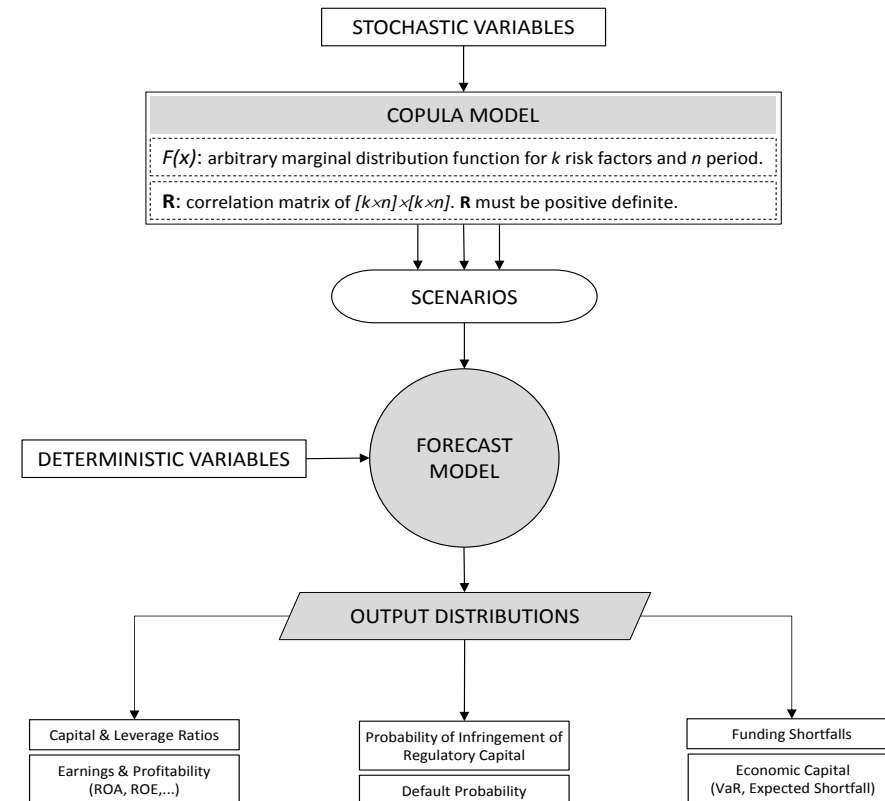 STOCHASTIC VARIABLES
COPULA MODEL
F(x): arbitrary marginal distribution function for k risk factors and n period.
R: correlation matrix of [k×n]×[k×n]. R must be positive definite.
SCENARIOS
FORECAST
MODEL
DETERMINISTIC VARIABLES
OUTPUT DISTRIBUTIONS
Capital & Leverage Ratios
Earnings & Profitability
(ROA, ROE,...)
Probability of Infringement of
Regulatory Capital
Default Probability
Funding Shortfalls
Economic Capital
(VaR, Expected Shortfall)